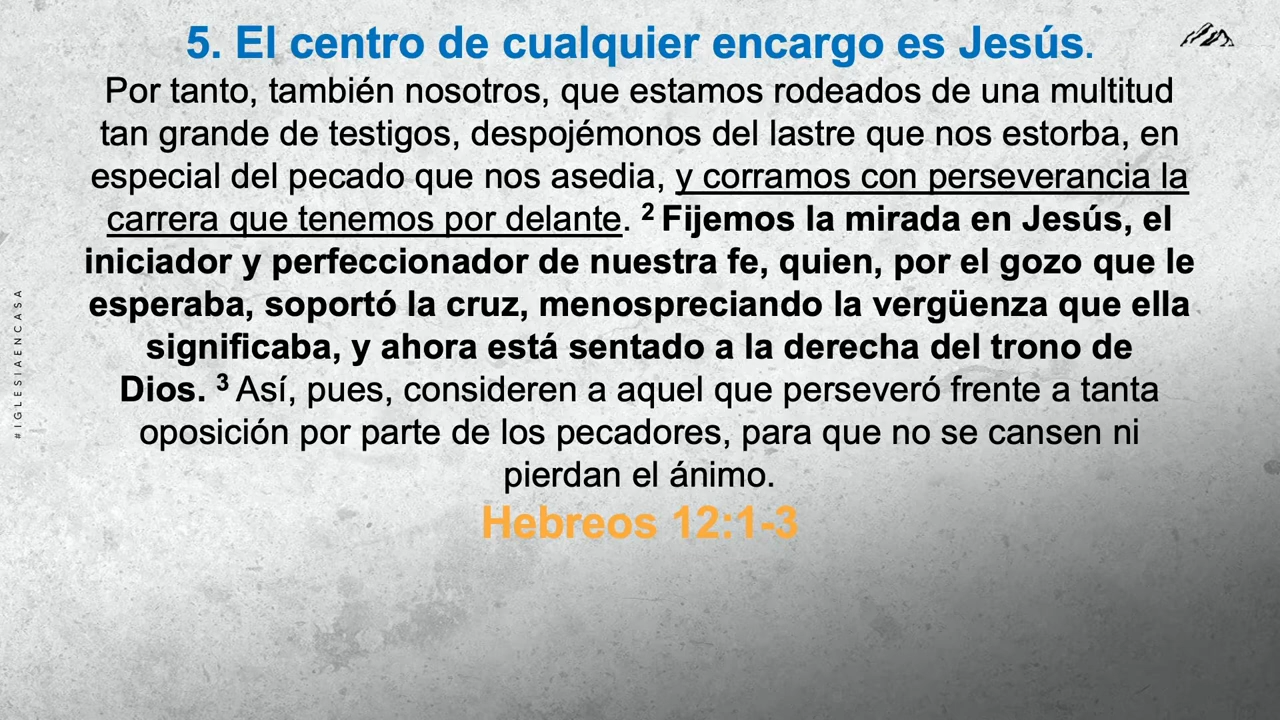 5. El centro de cualquier encargo es Jesús.
Por tanto, también nosotros, que estamos rodeados de una multitud
tan grande de testigos, despojémonos del lastre que nos estorba, en
especial del pecado que nos asedia, y corramos con perseverancia la
carrera que tenemos por delante. ² Fijemos la mirada en Jesús, el
iniciador y perfeccionador de nuestra fe, quien, por el gozo que le
esperaba, soportó la cruz, menospreciando la vergüenza que ella
significaba, y ahora está sentado a la derecha del trono de
Dios. ³ Así, pues, consideren a aquel que perseveró frente a tanta
oposición por parte de los pecadores, para que no se cansen ni
pierdan el ánimo.
Hebreos 12:1-3
#IGLESIAENCASA